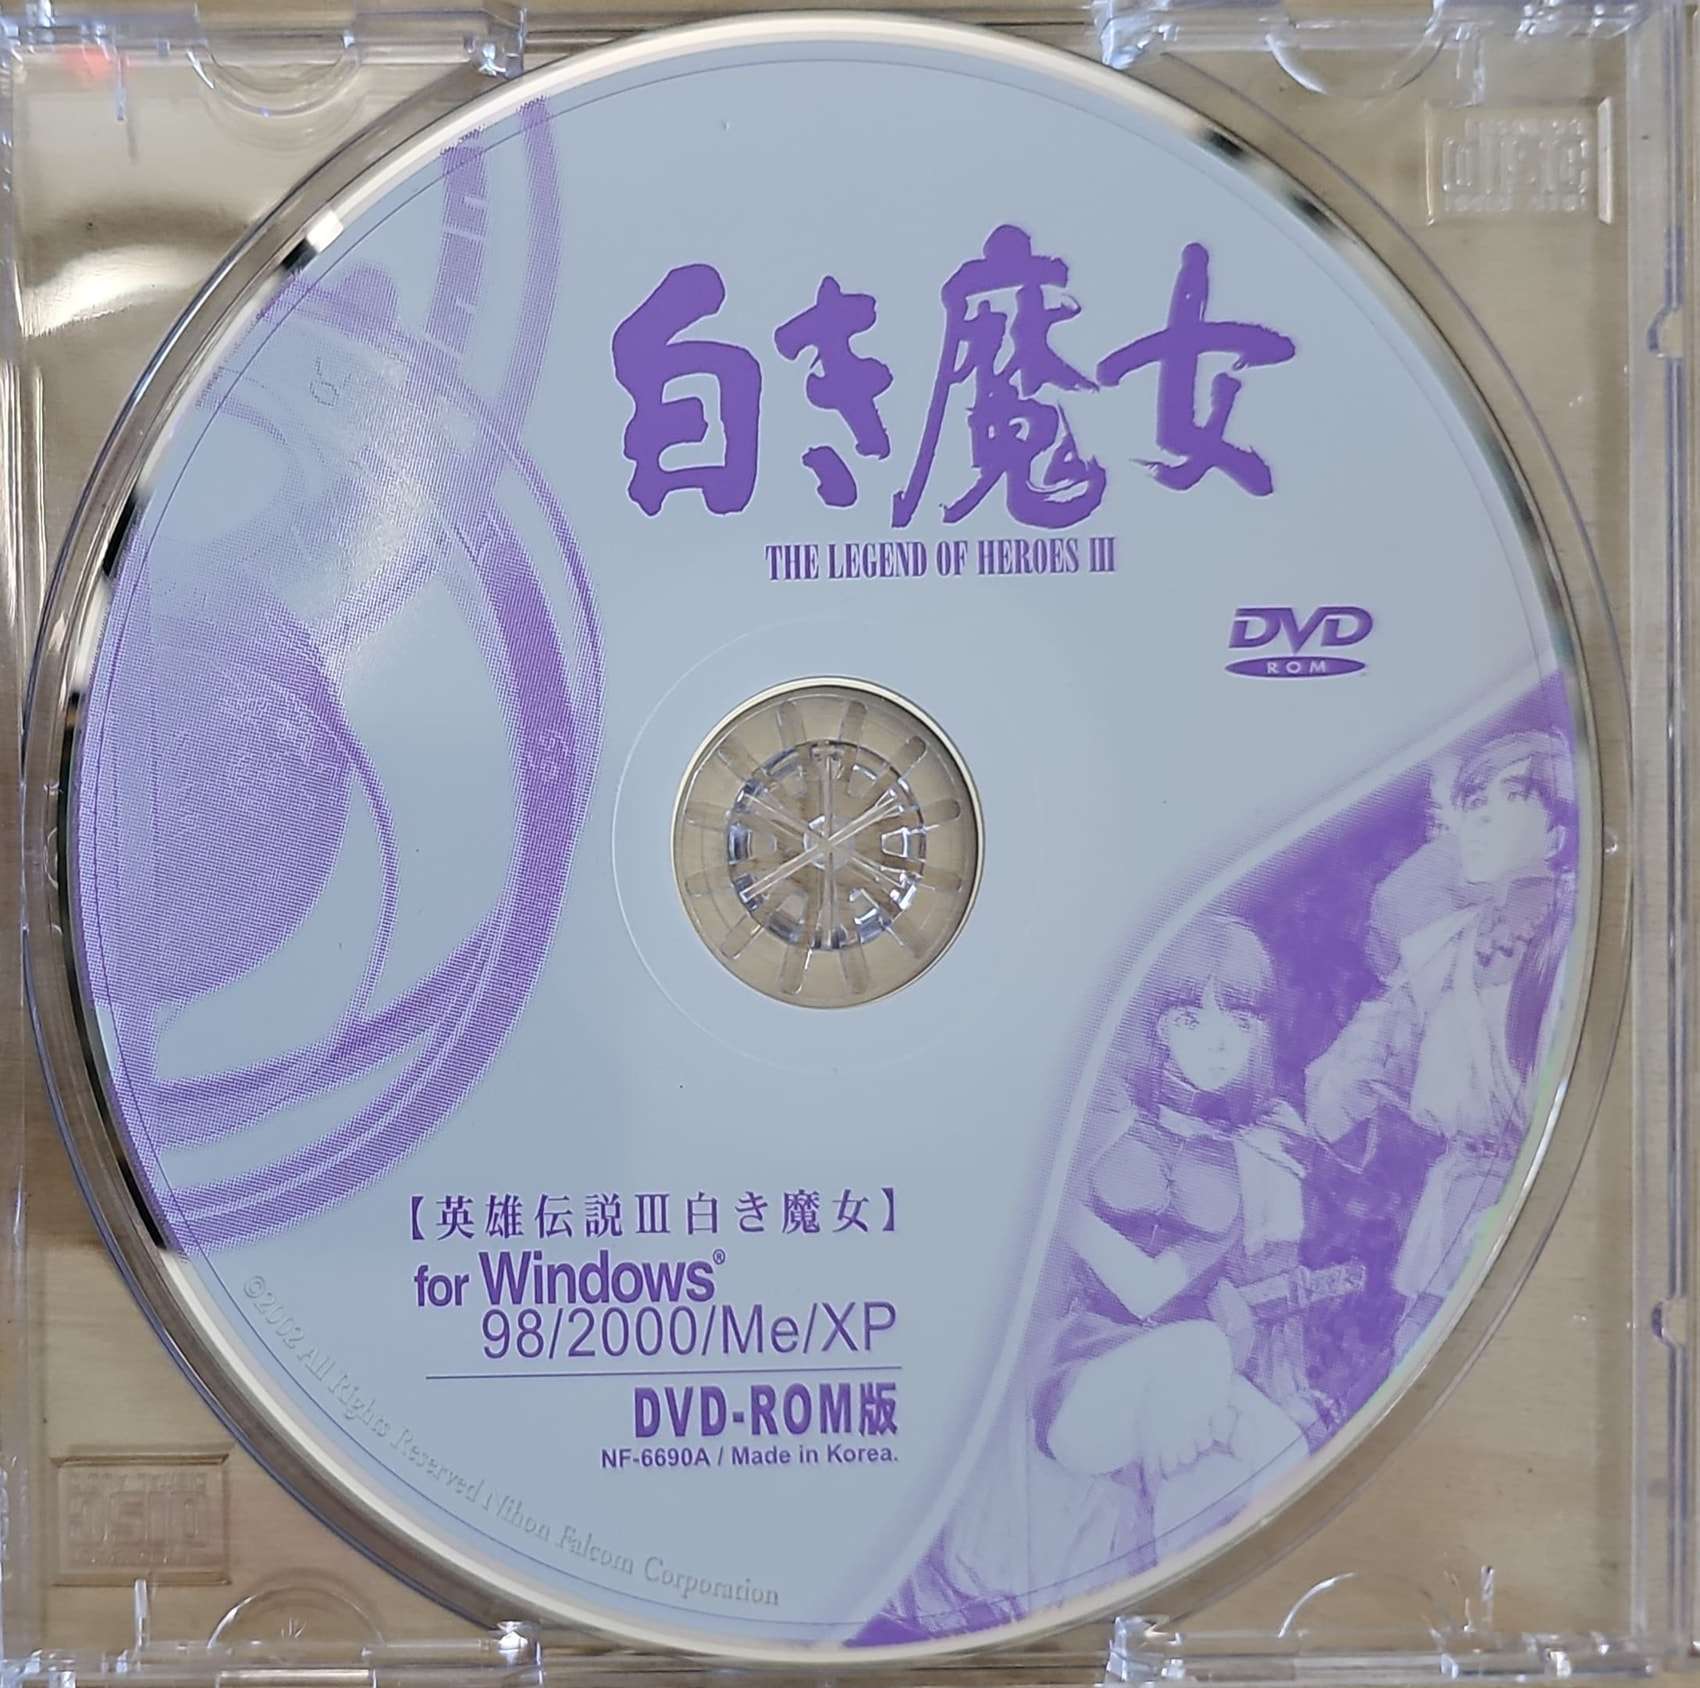 白き魔女
THE LEGEND OF HEROES III
DVD
ROM
【英雄伝説Ⅲ白き魔女】
for Windows®
98/2000/Me/XP
DVD-ROM版
NF-6690A / Made in Korea.
©2002 All Rights Reserved Nihon Falcom Corporation